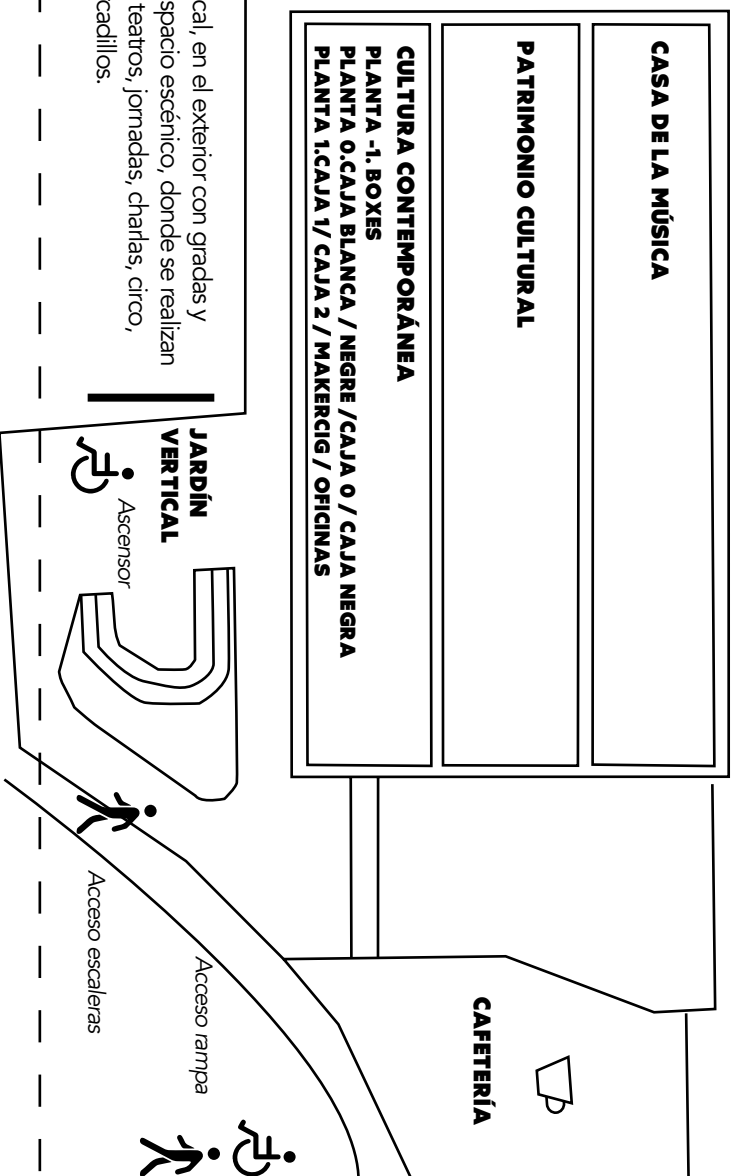 CASA DE LA MÚSICA
PATRIMONIO CULTURAL
CULTURA CONTEMPORÁNEA
PLANTA -1. BOXES
PLANTA 0.CAJA BLANCA / NEGRE /CAJA 0 / CAJA NEGRA
PLANTA 1.CAJA 1/ CAJA 2 / MAKERCIG / OFICINAS
cal, en el exterior con gradas y
spacio escénico, donde se realizan
teatros, jornadas, charlas, circo,
rcadillos.
JARDÍN
VERTICAL
Ascensor
CAFETERÍA
Acceso rampa
Acceso escaleras